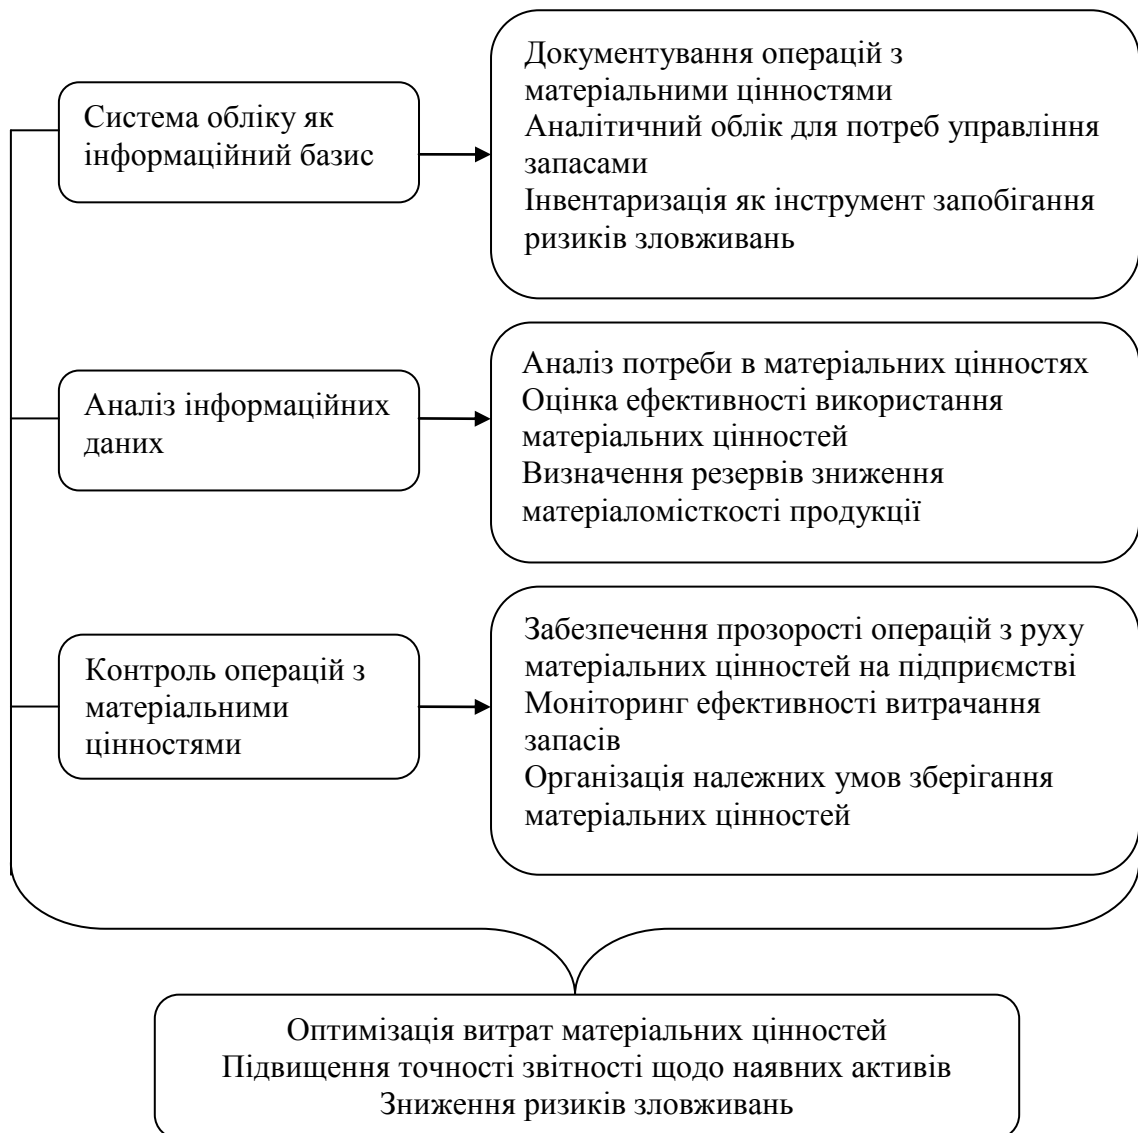 Система обліку як
інформаційний базис
Документування операцій з
матеріальними цінностями
Аналітичний облік для потреб управління
запасами
Інвентаризація як інструмент запобігання
ризиків зловживань
Аналіз інформаційних
даних
Аналіз потреби в матеріальних цінностях
Оцінка ефективності використання
матеріальних цінностей
Визначення резервів зниження
матеріаломісткості продукції
Контроль операцій з
матеріальними
цінностями
Забезпечення прозорості операцій з руху
матеріальних цінностей на підприємстві
Моніторинг ефективності витрачання
запасів
Організація належних умов зберігання
матеріальних цінностей
Оптимізація витрат матеріальних цінностей
Підвищення точності звітності щодо наявних активів
Зниження ризиків зловживань